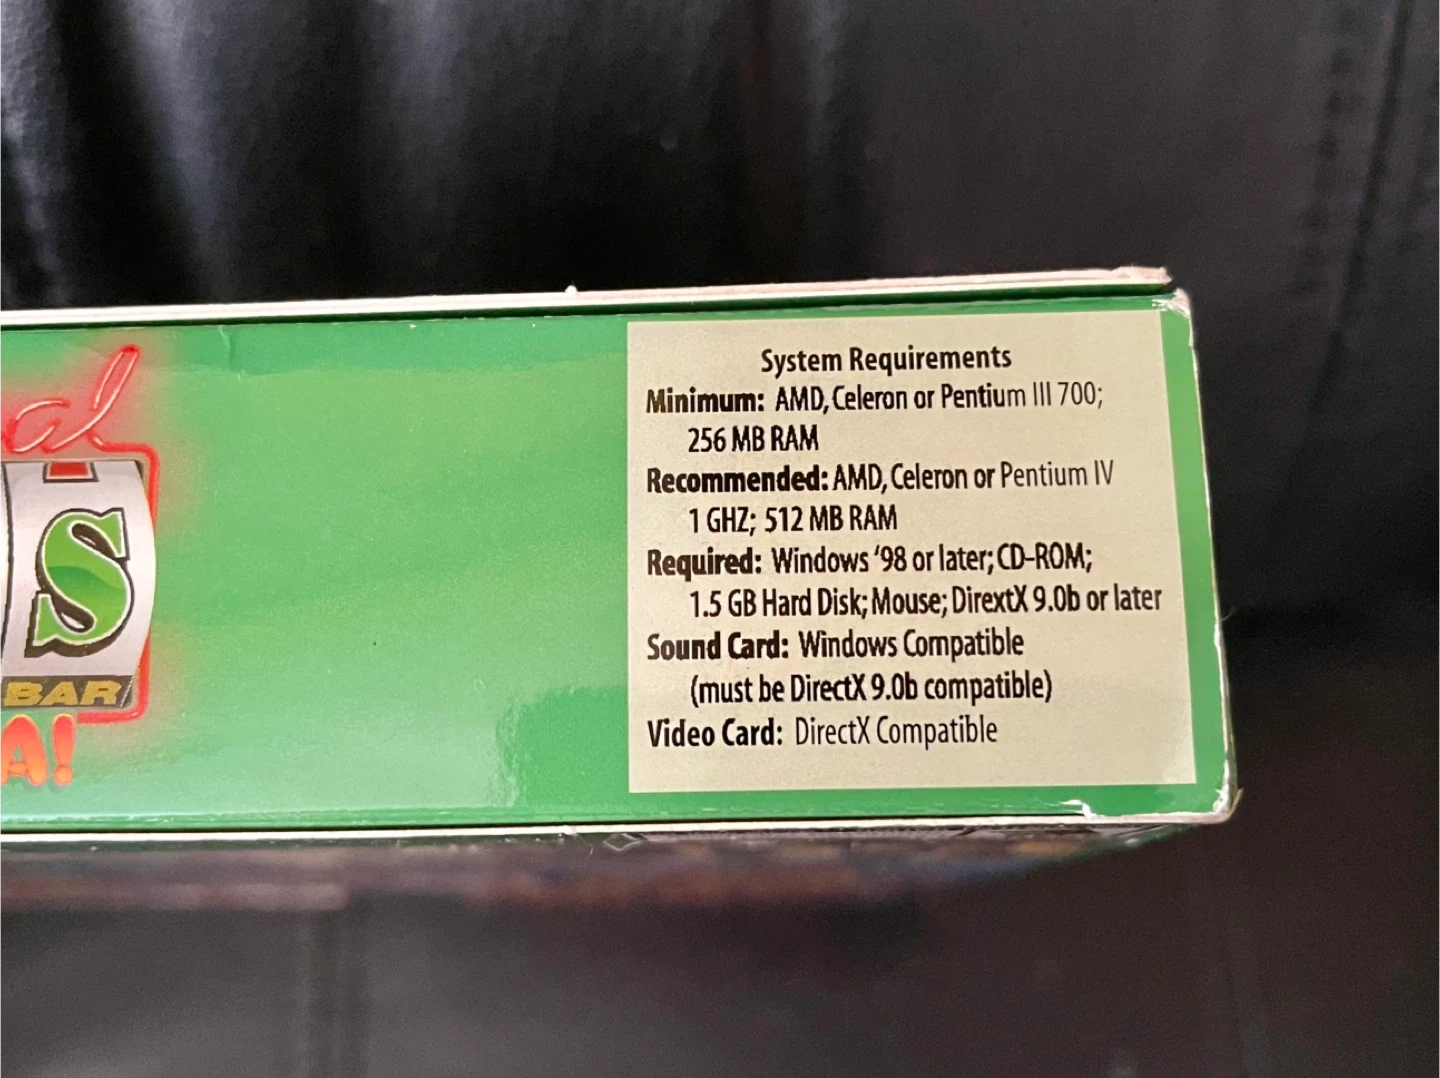 al
S
BAR
A!
System Requirements
Minimum: AMD, Celeron or Pentium III 700;
256 MB RAM
Recommended: AMD, Celeron or Pentium IV
1 GHZ; 512 MB RAM
Required: Windows '98 or later; CD-ROM;
1.5 GB Hard Disk; Mouse; DirextX 9.0b or later
Sound Card: Windows Compatible
(must be DirectX 9.0b compatible)
Video Card: DirectX Compatible